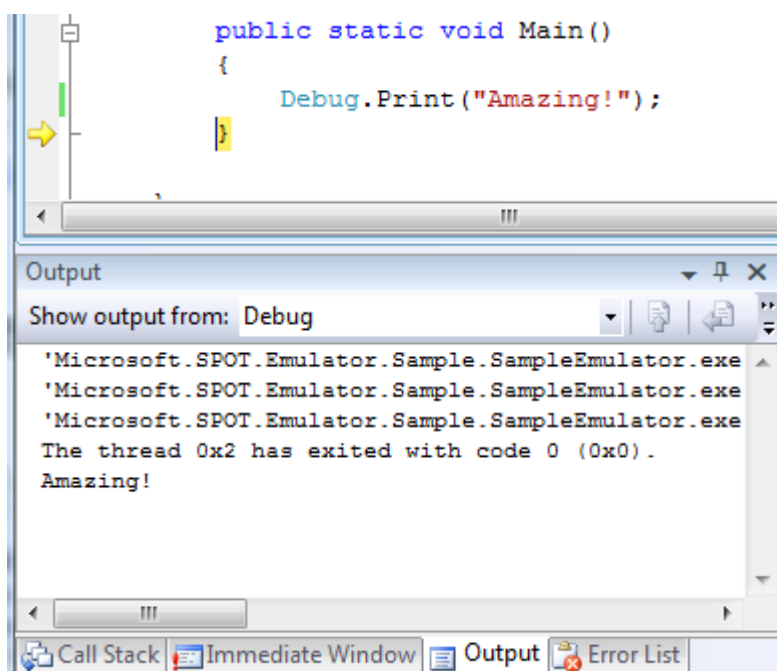 public static void Main()
{
Debug.Print("Amazing!");
}
Output
Show output from: Debug
'Microsoft.SPOT.Emulator.Sample.SampleEmulator.exe
'Microsoft.SPOT.Emulator.Sample.SampleEmulator.exe
'Microsoft.SPOT.Emulator.Sample.SampleEmulator.exe
The thread 0x2 has exited with code 0 (0x0).
Amazing!
Call Stack Immediate Window Output Error List